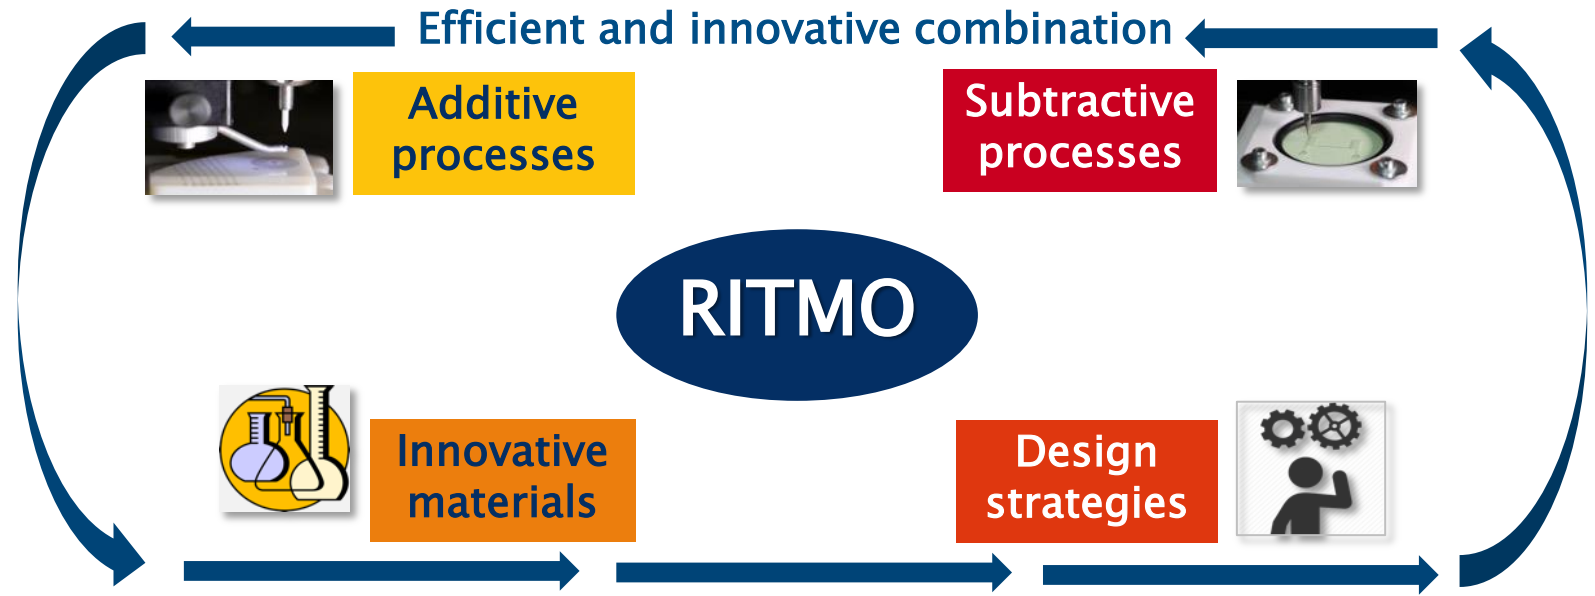 Efficient and innovative combination
Additive
processes
Subtractive
processes
RITMO
Innovative
materials
Design
strategies